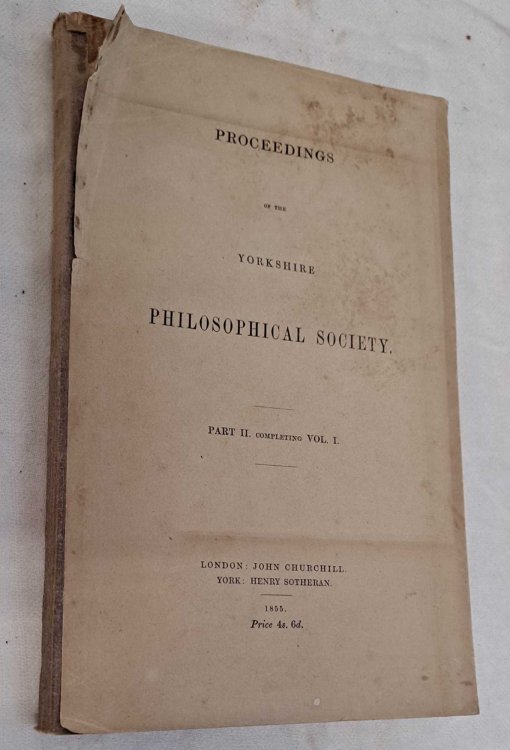 PROCEEDINGS
OF THE
YORKSHIRE
PHILOSOPHICAL SOCIETY.
PART II. COMPLETING VOL. I.
LONDON: JOHN CHURCHILL.
YORK: HENRY SOTHERAN.
1855.
Price 4s. 6d.